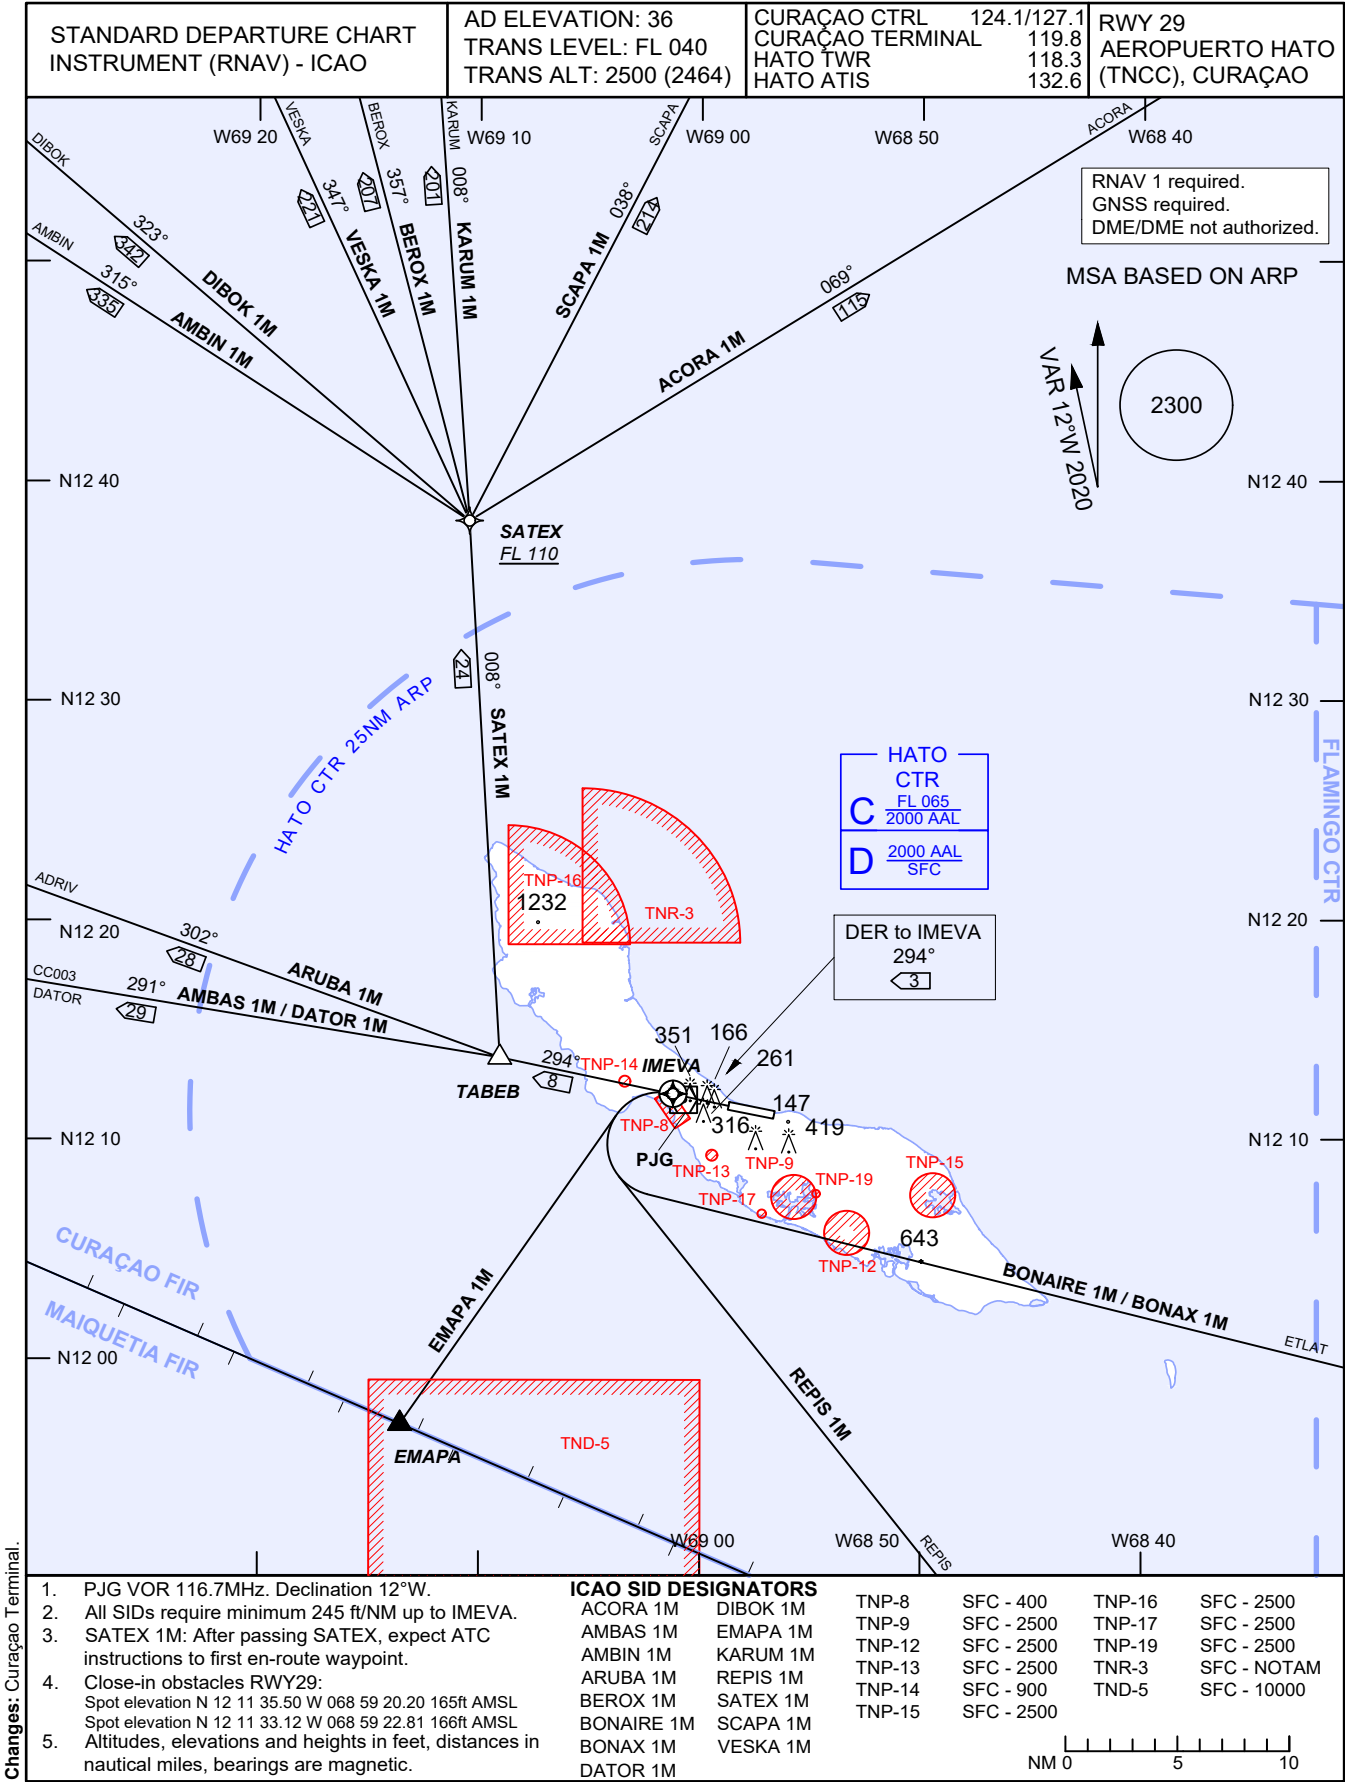 STANDARD DEPARTURE CHART
INSTRUMENT (RNAV) - ICAO
AD ELEVATION: 36
TRANS LEVEL: FL 040
TRANS ALT: 2500 (2464)
CURAÇAO CTRL 124.1/127.1
CURAÇAO TERMINAL 119.8
HATO TWR 118.3
HATO ATIS 132.6
RWY 29
AEROPUERTO HATO
(TNCC), CURAÇAO
W69 20
W69 10
W69 00
W68 50
W68 40
DIBOK
AMBIN
VESKA
BEROX
KARUM
SCAPA
ACORA
RNAV 1 required.
GNSS required.
DME/DME not authorized.
MSA BASED ON ARP
2300
VAR 12°W 2020
323°
342
DIBOK 1M
315°
335
AMBIN 1M
347°
221
VESKA 1M
357°
207
BEROX 1M
008°
201
KARUM 1M
038°
214
SCAPA 1M
069°
115
ACORA 1M
N12 40
N12 40
SATEX
FL 110
008°
24
SATEX 1M
N12 30
N12 30
HATO CTR 25NM ARP
FLAMINGO CTR
HATO
CTR
C FL 065
2000 AAL
D 2000 AAL
SFC
TNP-16
1232
TNR-3
ADRIV
N12 20
N12 20
302°
28
ARUBA 1M
CC003
DATOR
291°
29
AMBAS 1M / DATOR 1M
DER to IMEVA
294°
3
351
166
261
294°
8
TNP-14
IMEVA
TABEB
147
TNP-8
316
419
N12 10
N12 10
PJG
TNP-13
TNP-9
TNP-15
TNP-19
TNP-17
643
TNP-12
BONAIRE 1M / BONAX 1M
ETLAT
CURAÇAO FIR
MAIQUETIA FIR
EMAPA 1M
N12 00
REPIS 1M
TND-5
EMAPA
W69 00
W68 50
W68 40
REPIS
Changes: Curaçao Terminal.
1. PJG VOR 116.7MHz. Declination 12°W.
2. All SIDs require minimum 245 ft/NM up to IMEVA.
3. SATEX 1M: After passing SATEX, expect ATC
instructions to first en-route waypoint.
4. Close-in obstacles RWY29:
Spot elevation N 12 11 35.50 W 068 59 20.20 165ft AMSL
Spot elevation N 12 11 33.12 W 068 59 22.81 166ft AMSL
5. Altitudes, elevations and heights in feet, distances in
nautical miles, bearings are magnetic.
ICAO SID DESIGNATORS
ACORA 1M DIBOK 1M
AMBAS 1M EMAPA 1M
AMBIN 1M KARUM 1M
ARUBA 1M REPIS 1M
BEROX 1M SATEX 1M
BONAIRE 1M SCAPA 1M
BONAX 1M VESKA 1M
DATOR 1M
TNP-8 SFC - 400
TNP-9 SFC - 2500
TNP-12 SFC - 2500
TNP-13 SFC - 2500
TNP-14 SFC - 900
TNP-15 SFC - 2500
TNP-16 SFC - 2500
TNP-17 SFC - 2500
TNP-19 SFC - 2500
TNR-3 SFC - NOTAM
TND-5 SFC - 10000
NM 0 5 10